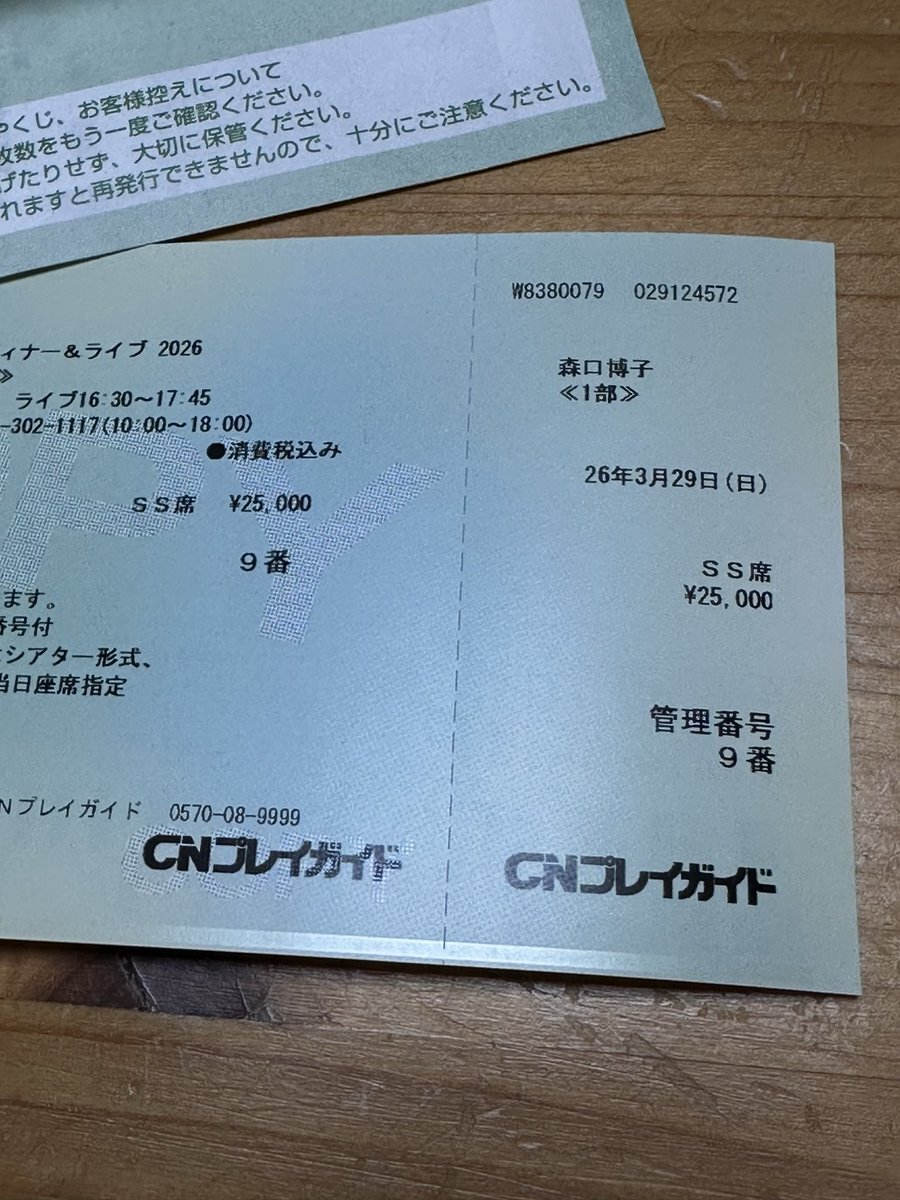 くじ、お客様控えについて
枚数をもう一度ご確認ください。
げたりせず、大切に保管ください。
れますと再発行できませんので、十分にご注意ください。
W8380079 029124572
ィナー&ライブ 2026
≫
ライブ16:30～17:45
-302-1117(10:00～18:00)
●消費税込み
SS席 ¥25,000
9番
ます。
番号付
シアター形式、
当日座席指定
Nプレイガイド 0570-08-9999
CNプレイガイド
森口博子
≪1部≫
26年3月29日(日)
SS席
¥25,000
管理番号
9番
CNプレイガイド